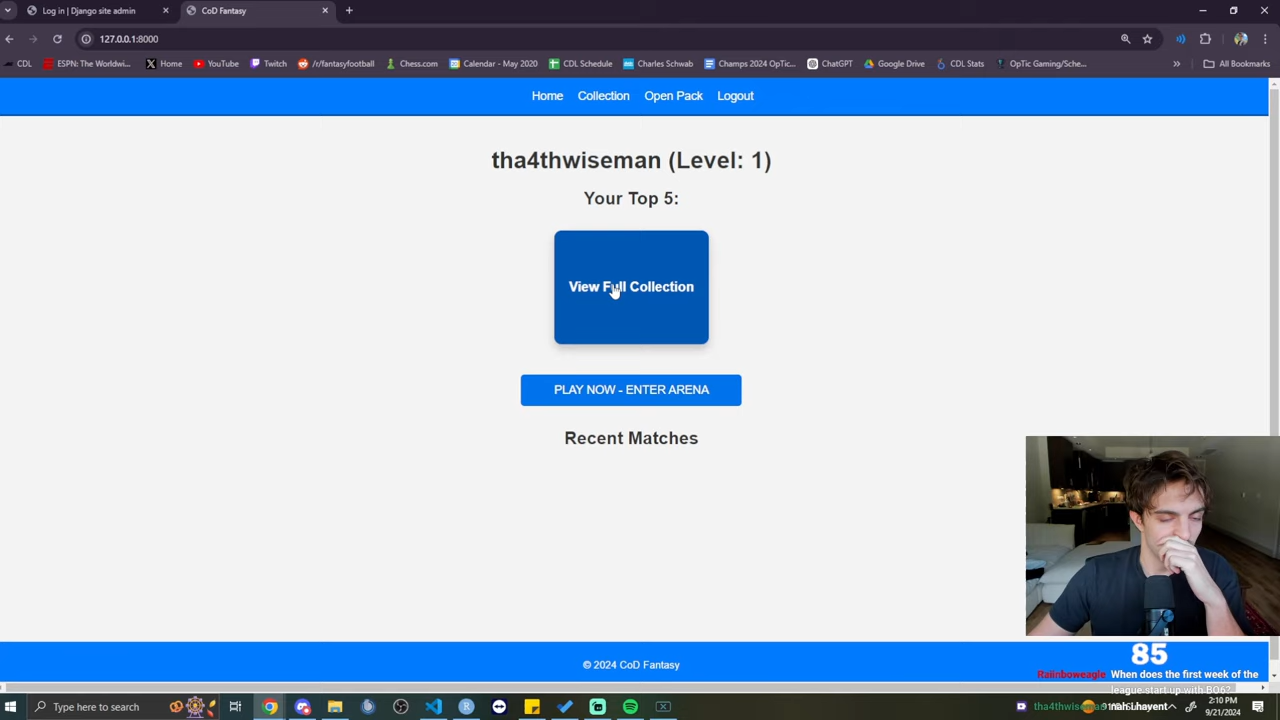 Log in | Django site admin
CoD Fantasy
127.0.0.1:8000
CDL
ESPN: The Worldwi...
Home
YouTube
Twitch
/r/fantasyfootball
Chess.com
Calendar - May 2020
CDL Schedule
Charles Schwab
Champs 2024 OpTic...
ChatGPT
Google Drive
CDL Stats
OpTic Gaming/Sche...
All Bookmarks
Home
Collection
Open Pack
Logout
tha4thwiseman (Level: 1)
Your Top 5:
View Full Collection
PLAY NOW - ENTER ARENA
Recent Matches
© 2024 CoD Fantasy
85
Raiinboweagle When does the first week of the
league start up with BO6?
tha4thwiseman
nah i havent
Type here to search
2:10 PM
9/21/2024